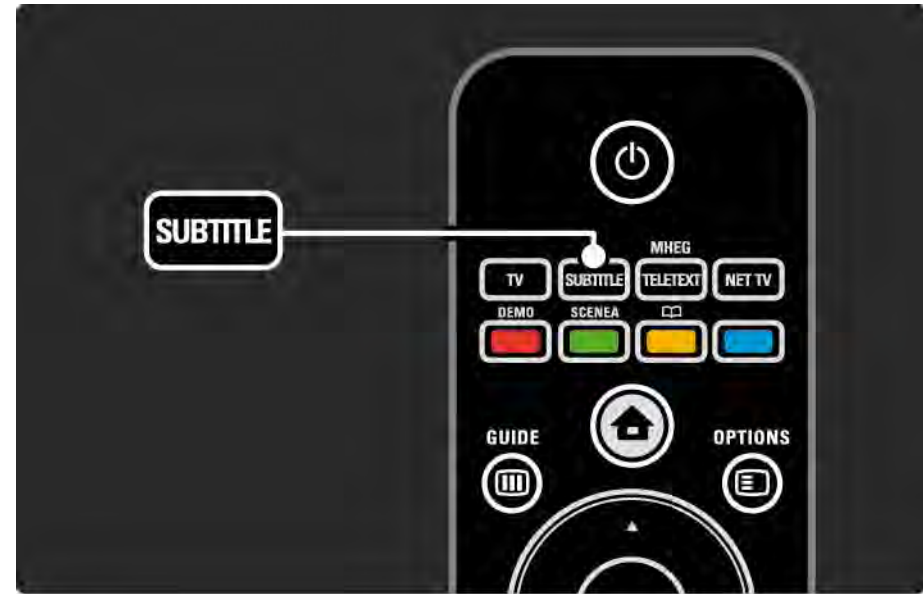 SUBTITLE
MHEG
TV SUBTITLE TELETEXT NET TV
DEMO SCENEA
GUIDE OPTIONS